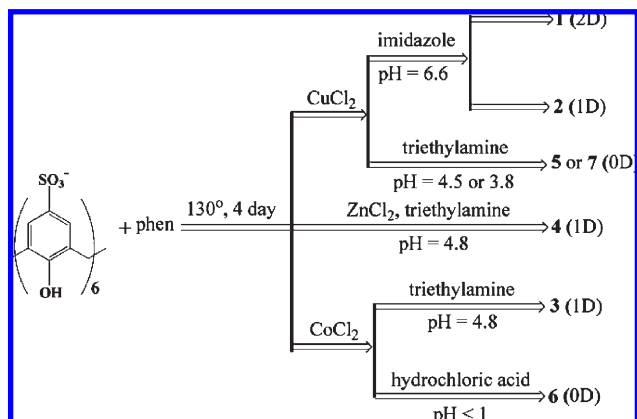 1 (2D)
imidazole
pH = 6.6
CuCl2
2 (1D)
triethylamine
5 or 7 (0D)
pH = 4.5 or 3.8
SO3−
130°, 4 day
ZnCl2, triethylamine
+ phen
4 (1D)
pH = 4.8
OH
6
triethylamine
3 (1D)
pH = 4.8
CoCl2
hydrochloric acid
6 (0D)
pH < 1